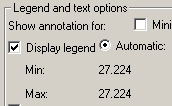 Legend and text options
Show annotation for: Mini
Display legend Automatic:
Min: 27.224
Max: 27.224